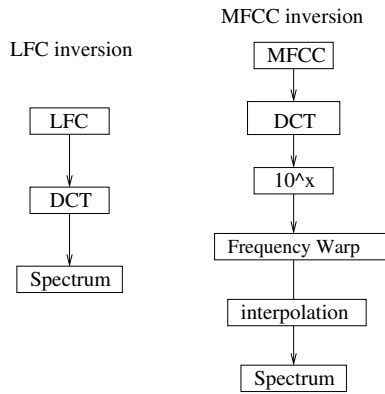 LFC inversion
LFC
DCT
Spectrum
MFCC inversion
MFCC
DCT
10^x
Frequency Warp
interpolation
Spectrum